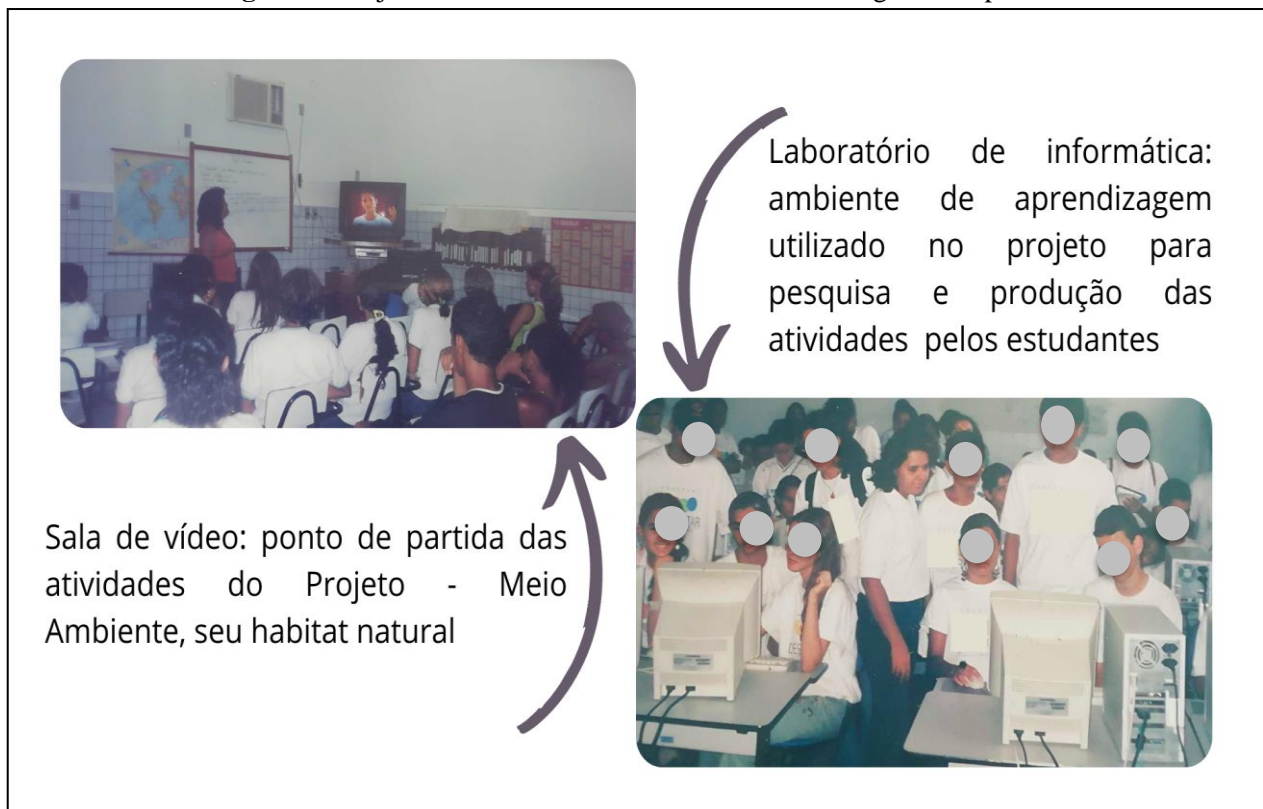 Laboratório de informática:
ambiente de aprendizagem
utilizado no projeto para
pesquisa e produção das
atividades pelos estudantes
Sala de vídeo: ponto de partida das
atividades do Projeto - Meio
Ambiente, seu habitat natural